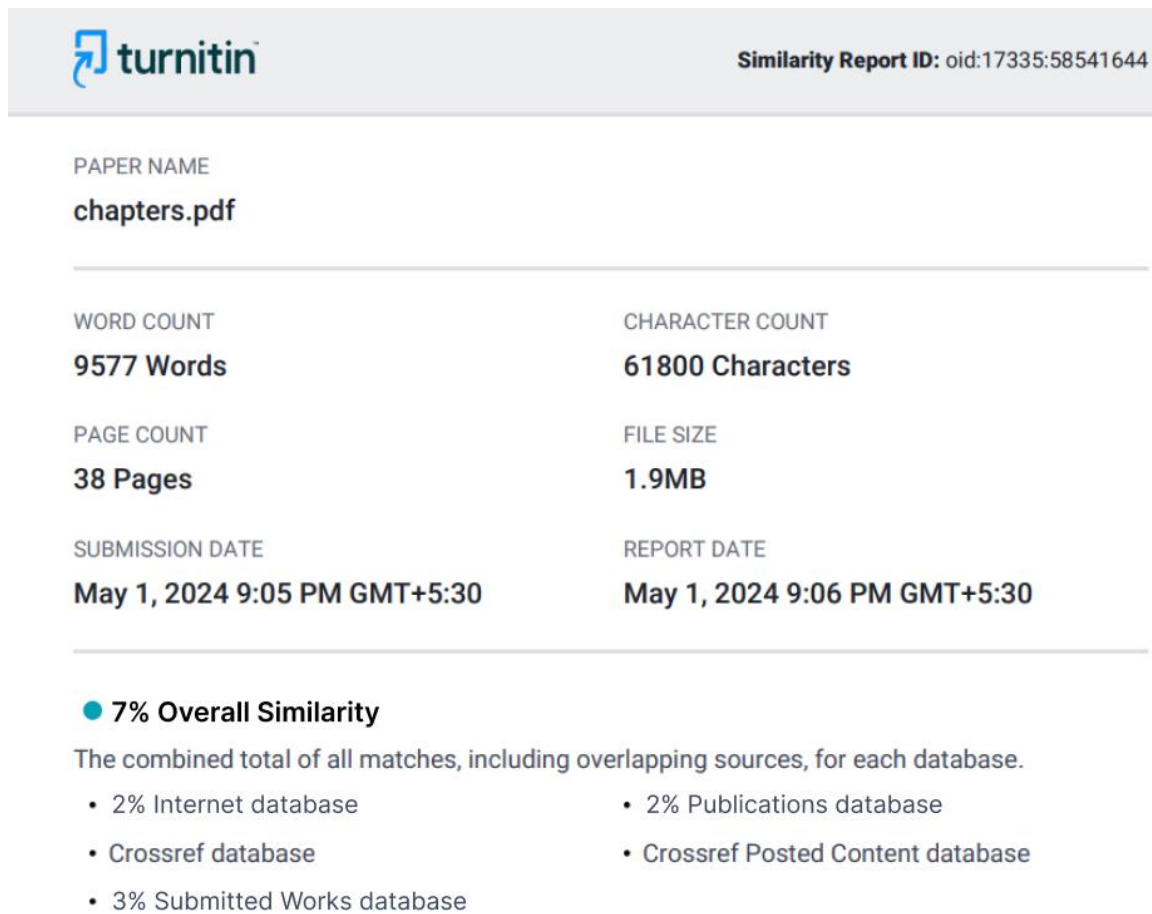 turnitin™
Similarity Report ID: oid:17335:58541644
PAPER NAME
chapters.pdf
WORD COUNT
CHARACTER COUNT
9577 Words
61800 Characters
PAGE COUNT
FILE SIZE
38 Pages
1.9MB
SUBMISSION DATE
REPORT DATE
May 1, 2024 9:05 PM GMT+5:30
May 1, 2024 9:06 PM GMT+5:30
● 7% Overall Similarity
The combined total of all matches, including overlapping sources, for each database.
• 2% Internet database
• 2% Publications database
• Crossref database
• Crossref Posted Content database
• 3% Submitted Works database